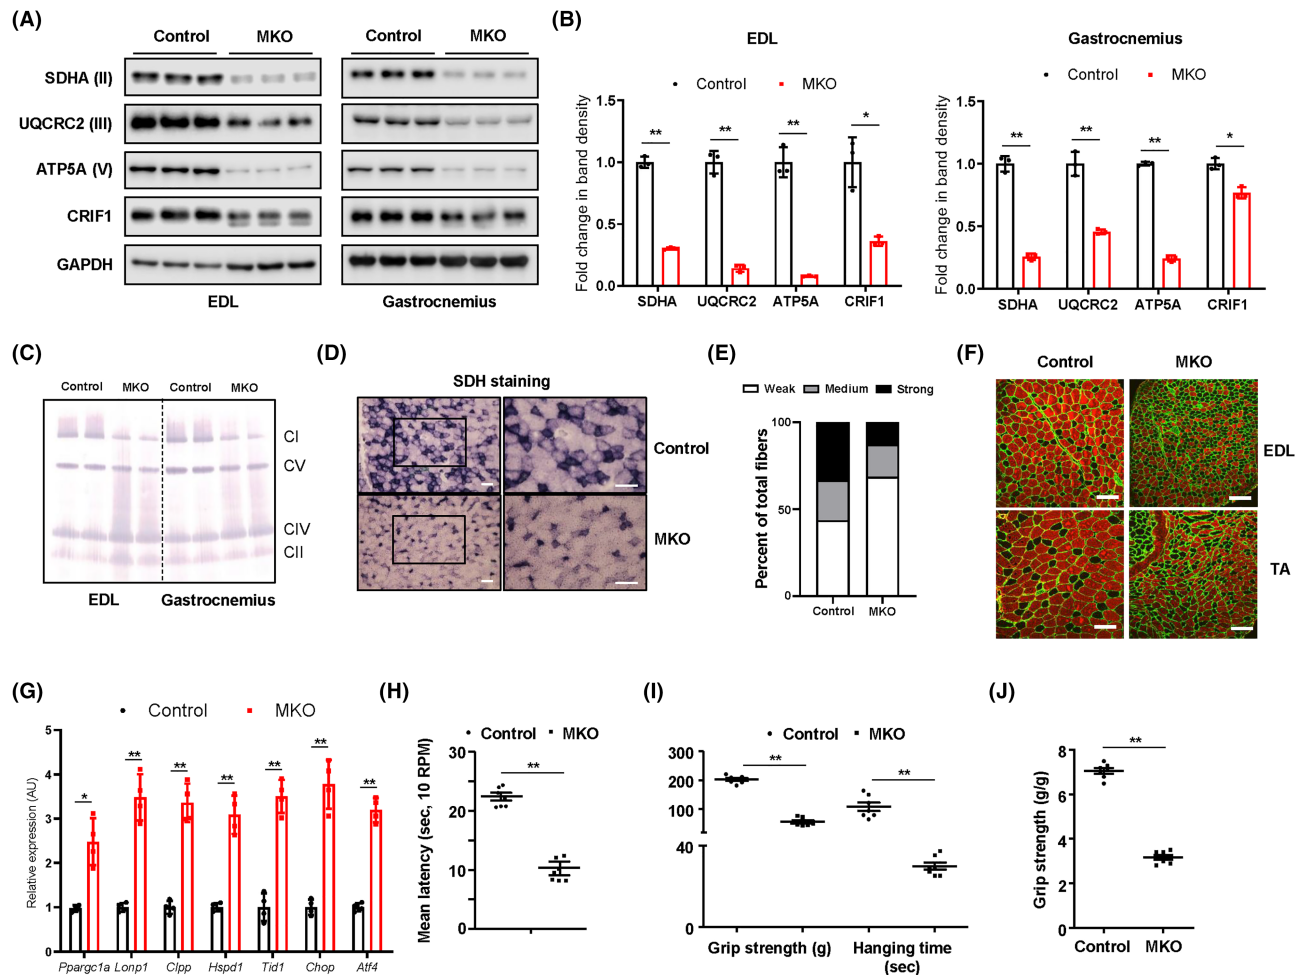 (A)
Control MKO Control MKO
SDHA (II)
UQCRC2 (III)
ATP5A (V)
CRIF1
GAPDH
EDL Gastrocnemius
(B)
EDL
Control MKO
Fold change in band density
1.5
1.0
0.5
0.0
** ** ** *
SDHA UQCRC2 ATP5A CRIF1
Gastrocnemius
Control MKO
Fold change in band density
1.5
1.0
0.5
0.0
** ** ** *
SDHA UQCRC2 ATP5A CRIF1
(C)
Control MKO Control MKO
CI
CV
CIV
CII
EDL Gastrocnemius
(D)
SDH staining
Control
MKO
(E)
Weak Medium Strong
Percent of total fibers
100
50
0
Control MKO
(F)
Control MKO
EDL
TA
(G)
Control MKO
Relative expression (AU)
5
4
3
2
1
0
* ** ** ** ** ** **
Ppargc1a Lonp1 Clpp Hspd1 Tid1 Chop Atf4
(H)
Control MKO
Mean latency (sec, 10 RPM)
30
20
10
0
**
(I)
Control MKO
300
200
100
40
0
** **
Grip strength (g) Hanging time
(sec)
(J)
Grip strength (g/g)
8
6
4
2
0
**
Control MKO